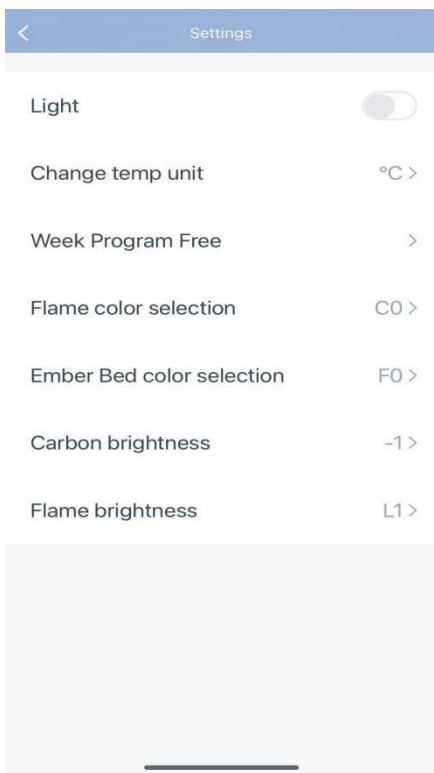 Settings
Light
Change temp unit °C >
Week Program Free >
Flame color selection C0 >
Ember Bed color selection F0 >
Carbon brightness -1 >
Flame brightness L1 >